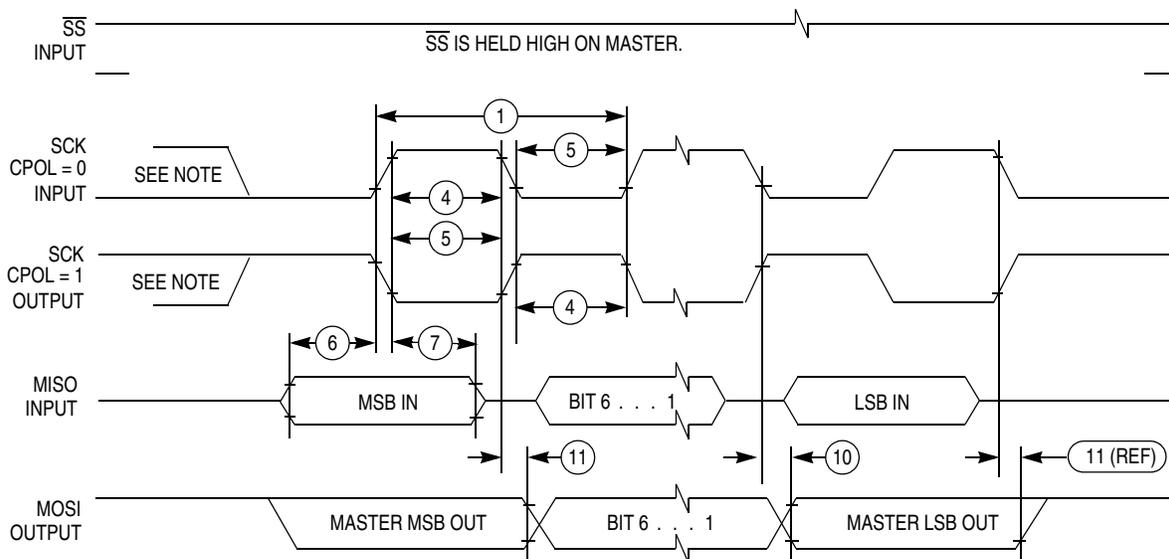 SS
INPUT
SS IS HELD HIGH ON MASTER.
1
SCK
CPOL = 0
INPUT
SEE NOTE
5
4
5
SCK
CPOL = 1
OUTPUT
SEE NOTE
4
6
7
MISO
INPUT
MSB IN
BIT 6 . . . 1
LSB IN
11
10
11 (REF)
MOSI
OUTPUT
MASTER MSB OUT
BIT 6 . . . 1
MASTER LSB OUT